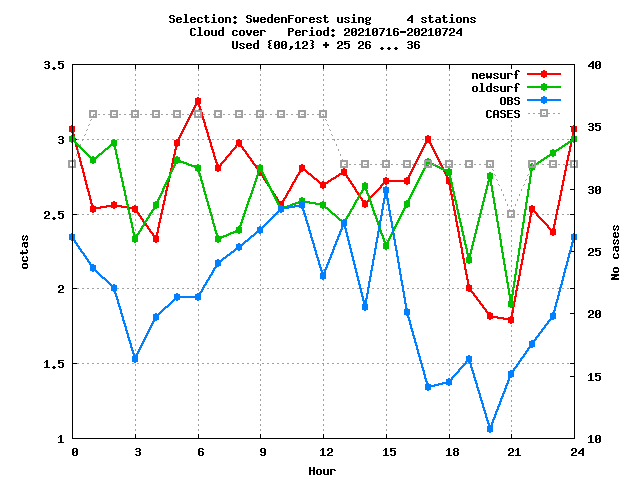 Selection: SwedenForest using     4 stations
Cloud cover   Period: 20210716-20210724
Used {00,12} + 25 26 ... 36
newsurf
oldsurf
OBS
CASES
octas
3.5
3
2.5
2
1.5
1
No cases
40
35
30
25
20
15
10
0 3 6 9 12 15 18 21 24
Hour